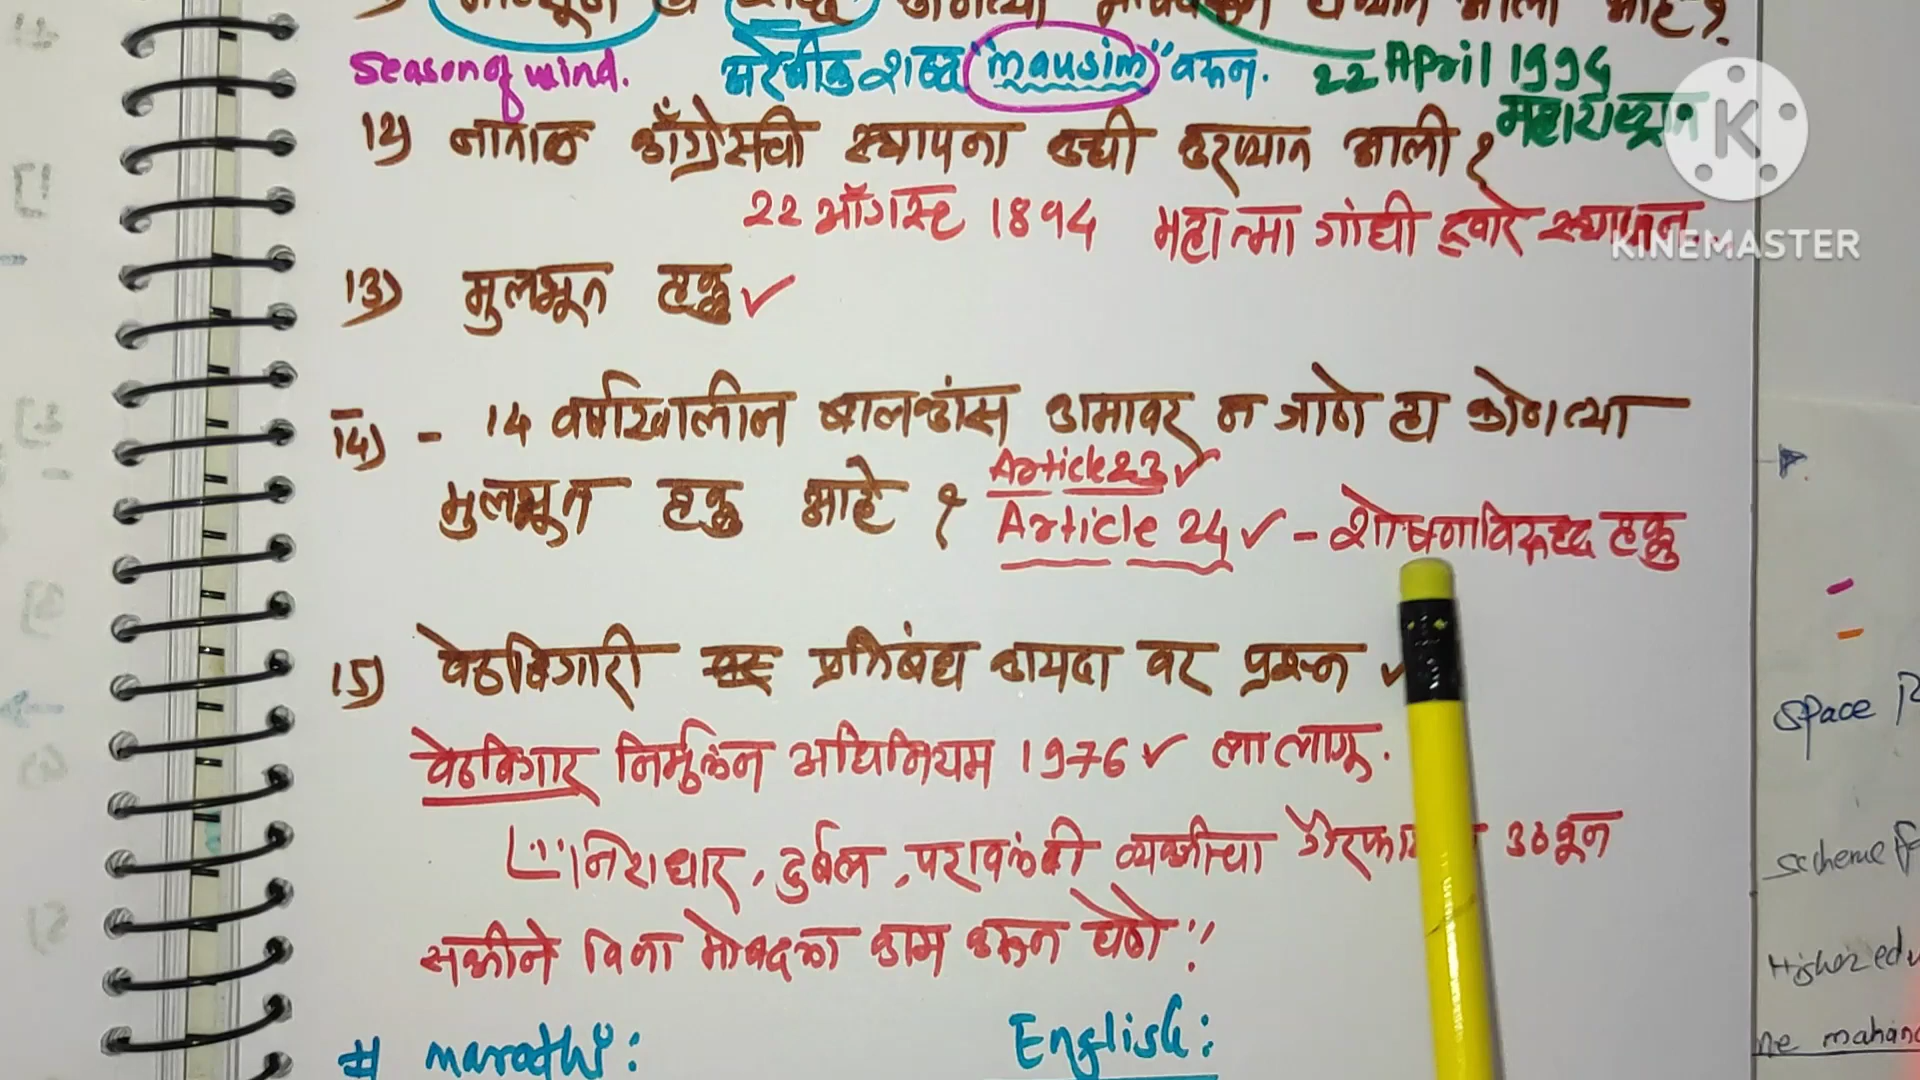 Season of wind. अरेबीक शब्द "mausim" वरून. 22 April 1994
महाराष्ट्रात
12) नाताळ काँग्रेसची स्थापना कधी करण्यात आली ?
22 ऑगस्ट 1894 महात्मा गांधी द्वारे स्थापन.
KINEMASTER
13) मुलभूत हक्क ✓
14) - 14 वर्षाखालील बालकांस कामावर न जाणे हा कोणत्या
Article 23 ✓
मुलभूत हक्क आहे ? Article 24 ✓ - शोषणाविरुद्ध हक्क
15) वेठबिगारी प्रतिबंध कायदा वर प्रश्न ✓
वेठबिगार निर्मुलन अधिनियम 1976 ✓ ला लागू.
निराधार, दुर्बल, परावलंबी व्यक्तींचा उठवून
सक्तीने विना मोबदला काम करून घेणे
# marathi: English:
Space
scheme
Higher edu
ne mahan